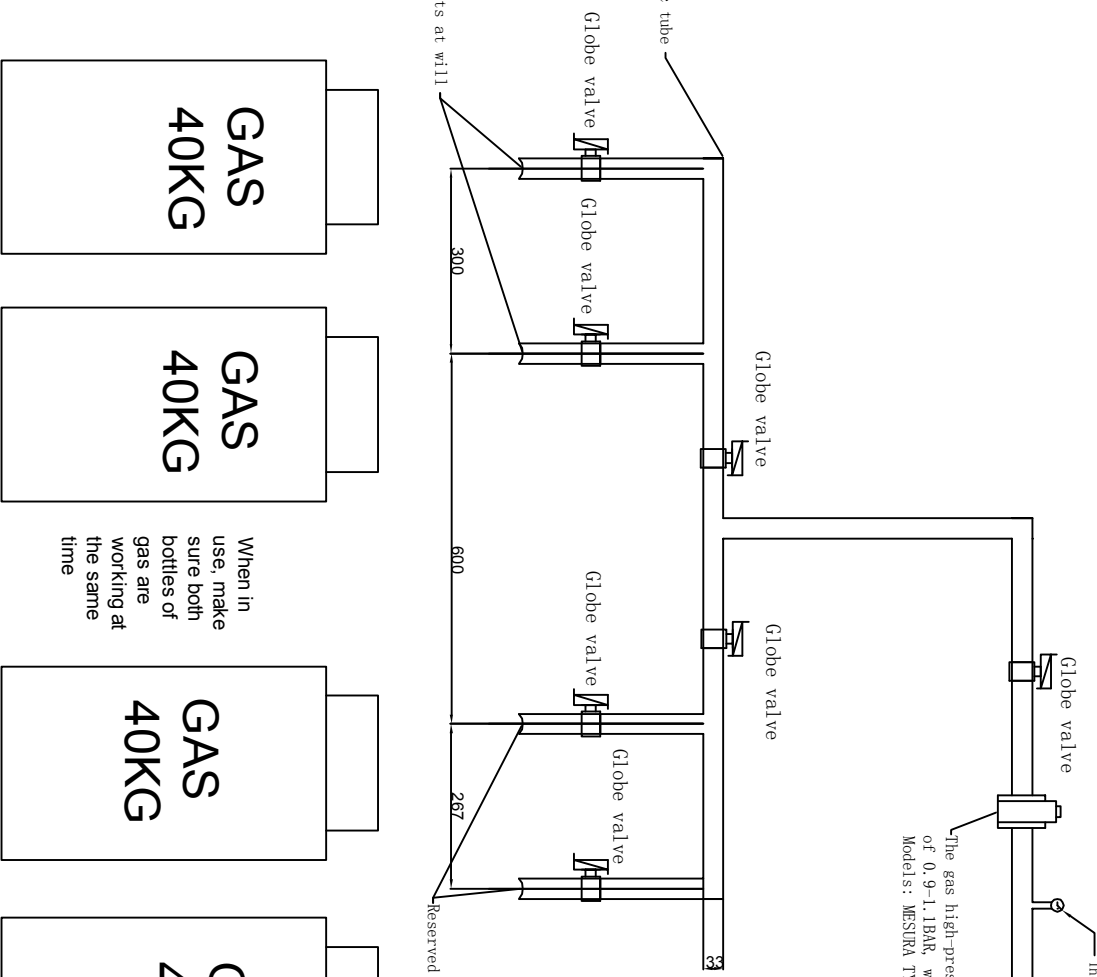 tube
ts at will
Globe valve
Globe valve
Globe valve
Globe valve
Globe valve
Globe valve
Globe valve
300
600
267
33
The gas high-pres
of 0.9-1.1BAR, w
Models: MESURA T
in
Reserved
GAS
40KG
GAS
40KG
When in
use, make
sure both
bottles of
gas are
working at
the same
time
GAS
40KG